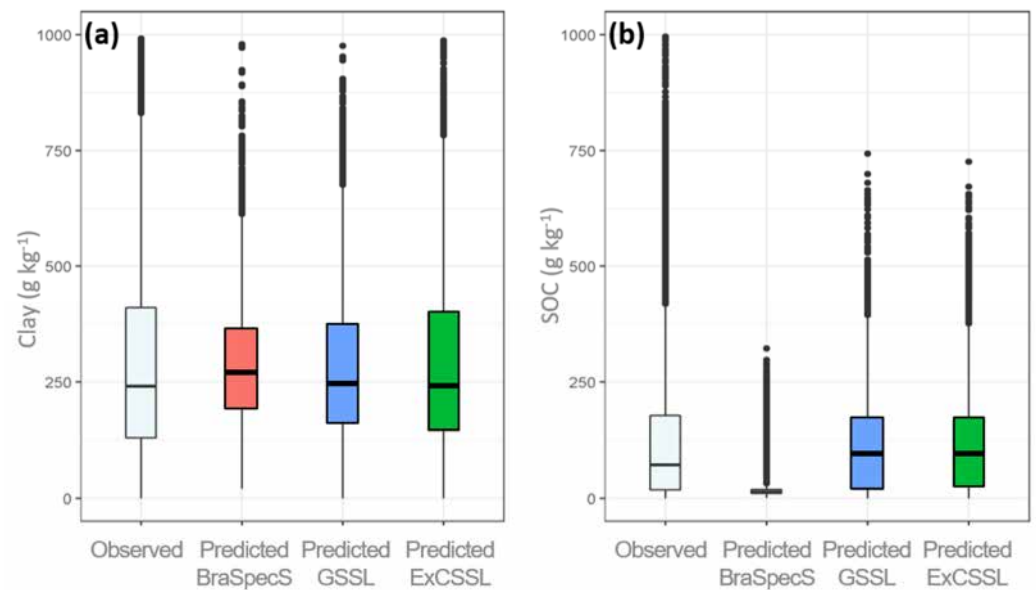 (a)
1000
750
500
250
0
Clay (g kg⁻¹)
Observed Predicted Predicted Predicted
BraSpecS GSSL ExCSSL
(b)
1000
750
500
250
0
SOC (g kg⁻¹)
Observed Predicted Predicted Predicted
BraSpecS GSSL ExCSSL